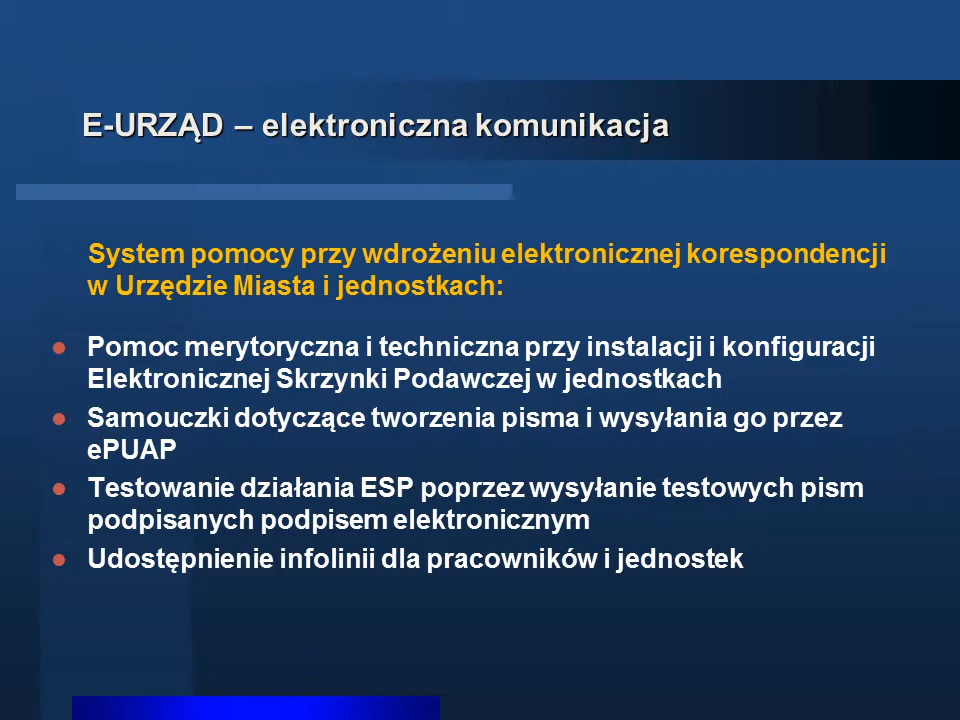 E-URZĄD – elektroniczna komunikacja
System pomocy przy wdrożeniu elektronicznej korespondencji
w Urzędzie Miasta i jednostkach:
Pomoc merytoryczna i techniczna przy instalacji i konfiguracji
Elektronicznej Skrzynki Podawczej w jednostkach
Samouczki dotyczące tworzenia pisma i wysyłania go przez
ePUAP
Testowanie działania ESP poprzez wysyłanie testowych pism
podpisanych podpisem elektronicznym
Udostępnienie infolinii dla pracowników i jednostek